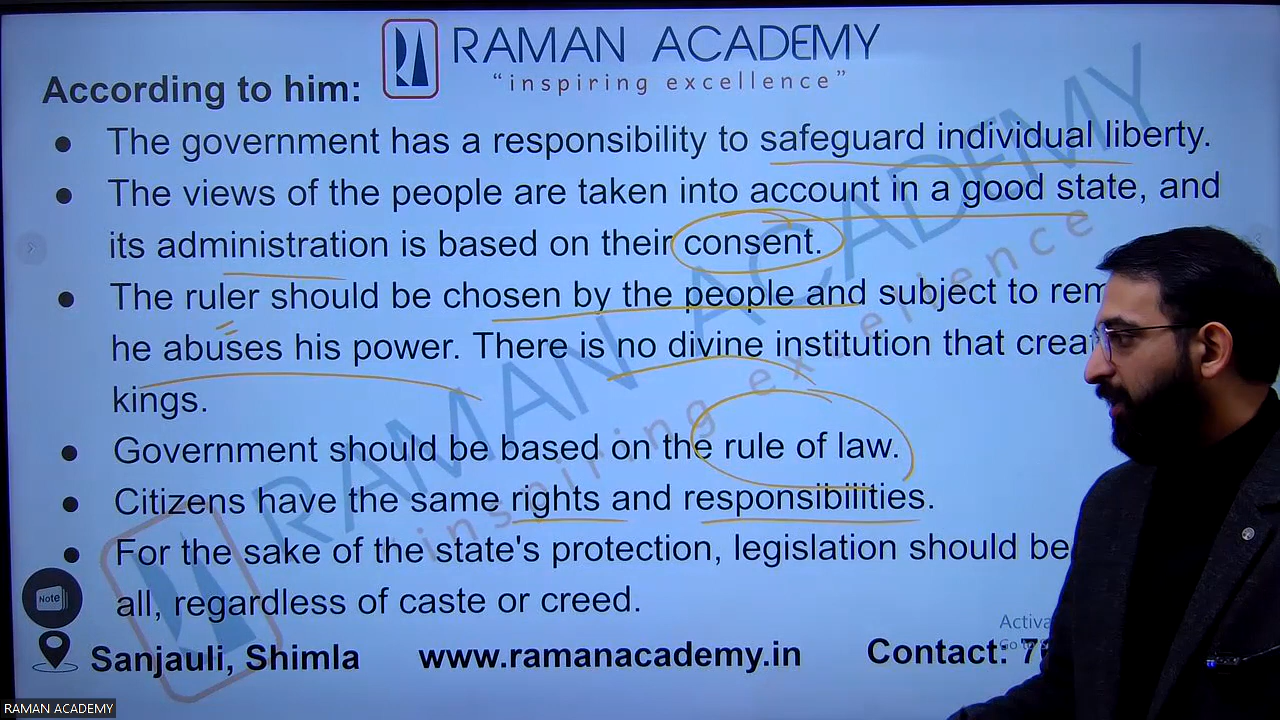 RAMAN ACADEMY
“inspiring excellence”
According to him:
● The government has a responsibility to safeguard individual liberty.
● The views of the people are taken into account in a good state, and
its administration is based on their consent.
● The ruler should be chosen by the people and subject to
he abuses his power. There is no divine institution that
kings.
● Government should be based on the rule of law.
● Citizens have the same rights and responsibilities.
● For the sake of the state's protection, legislation should be
all, regardless of caste or creed.
Note
Sanjauli, Shimla www.ramanacademy.in Contact:
RAMAN ACADEMY
"inspiring experience
RAMAN ACADEMY